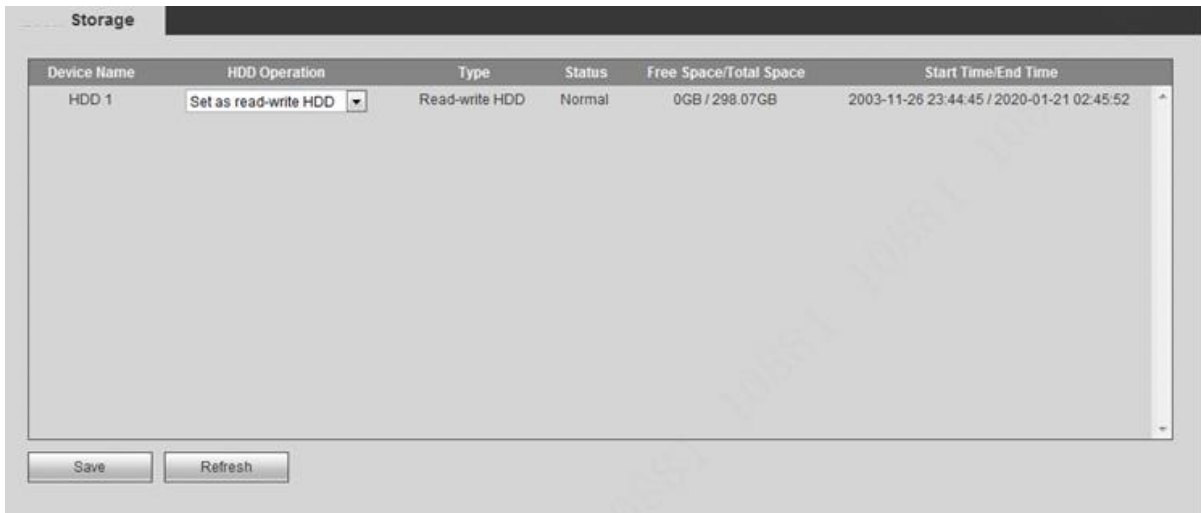 Storage
Device Name HDD Operation Type Status Free Space/Total Space Start Time/End Time
HDD 1 Set as read-write HDD Read-write HDD Normal 0GB / 298.07GB 2003-11-26 23:44:45 / 2020-01-21 02:45:52
Save Refresh